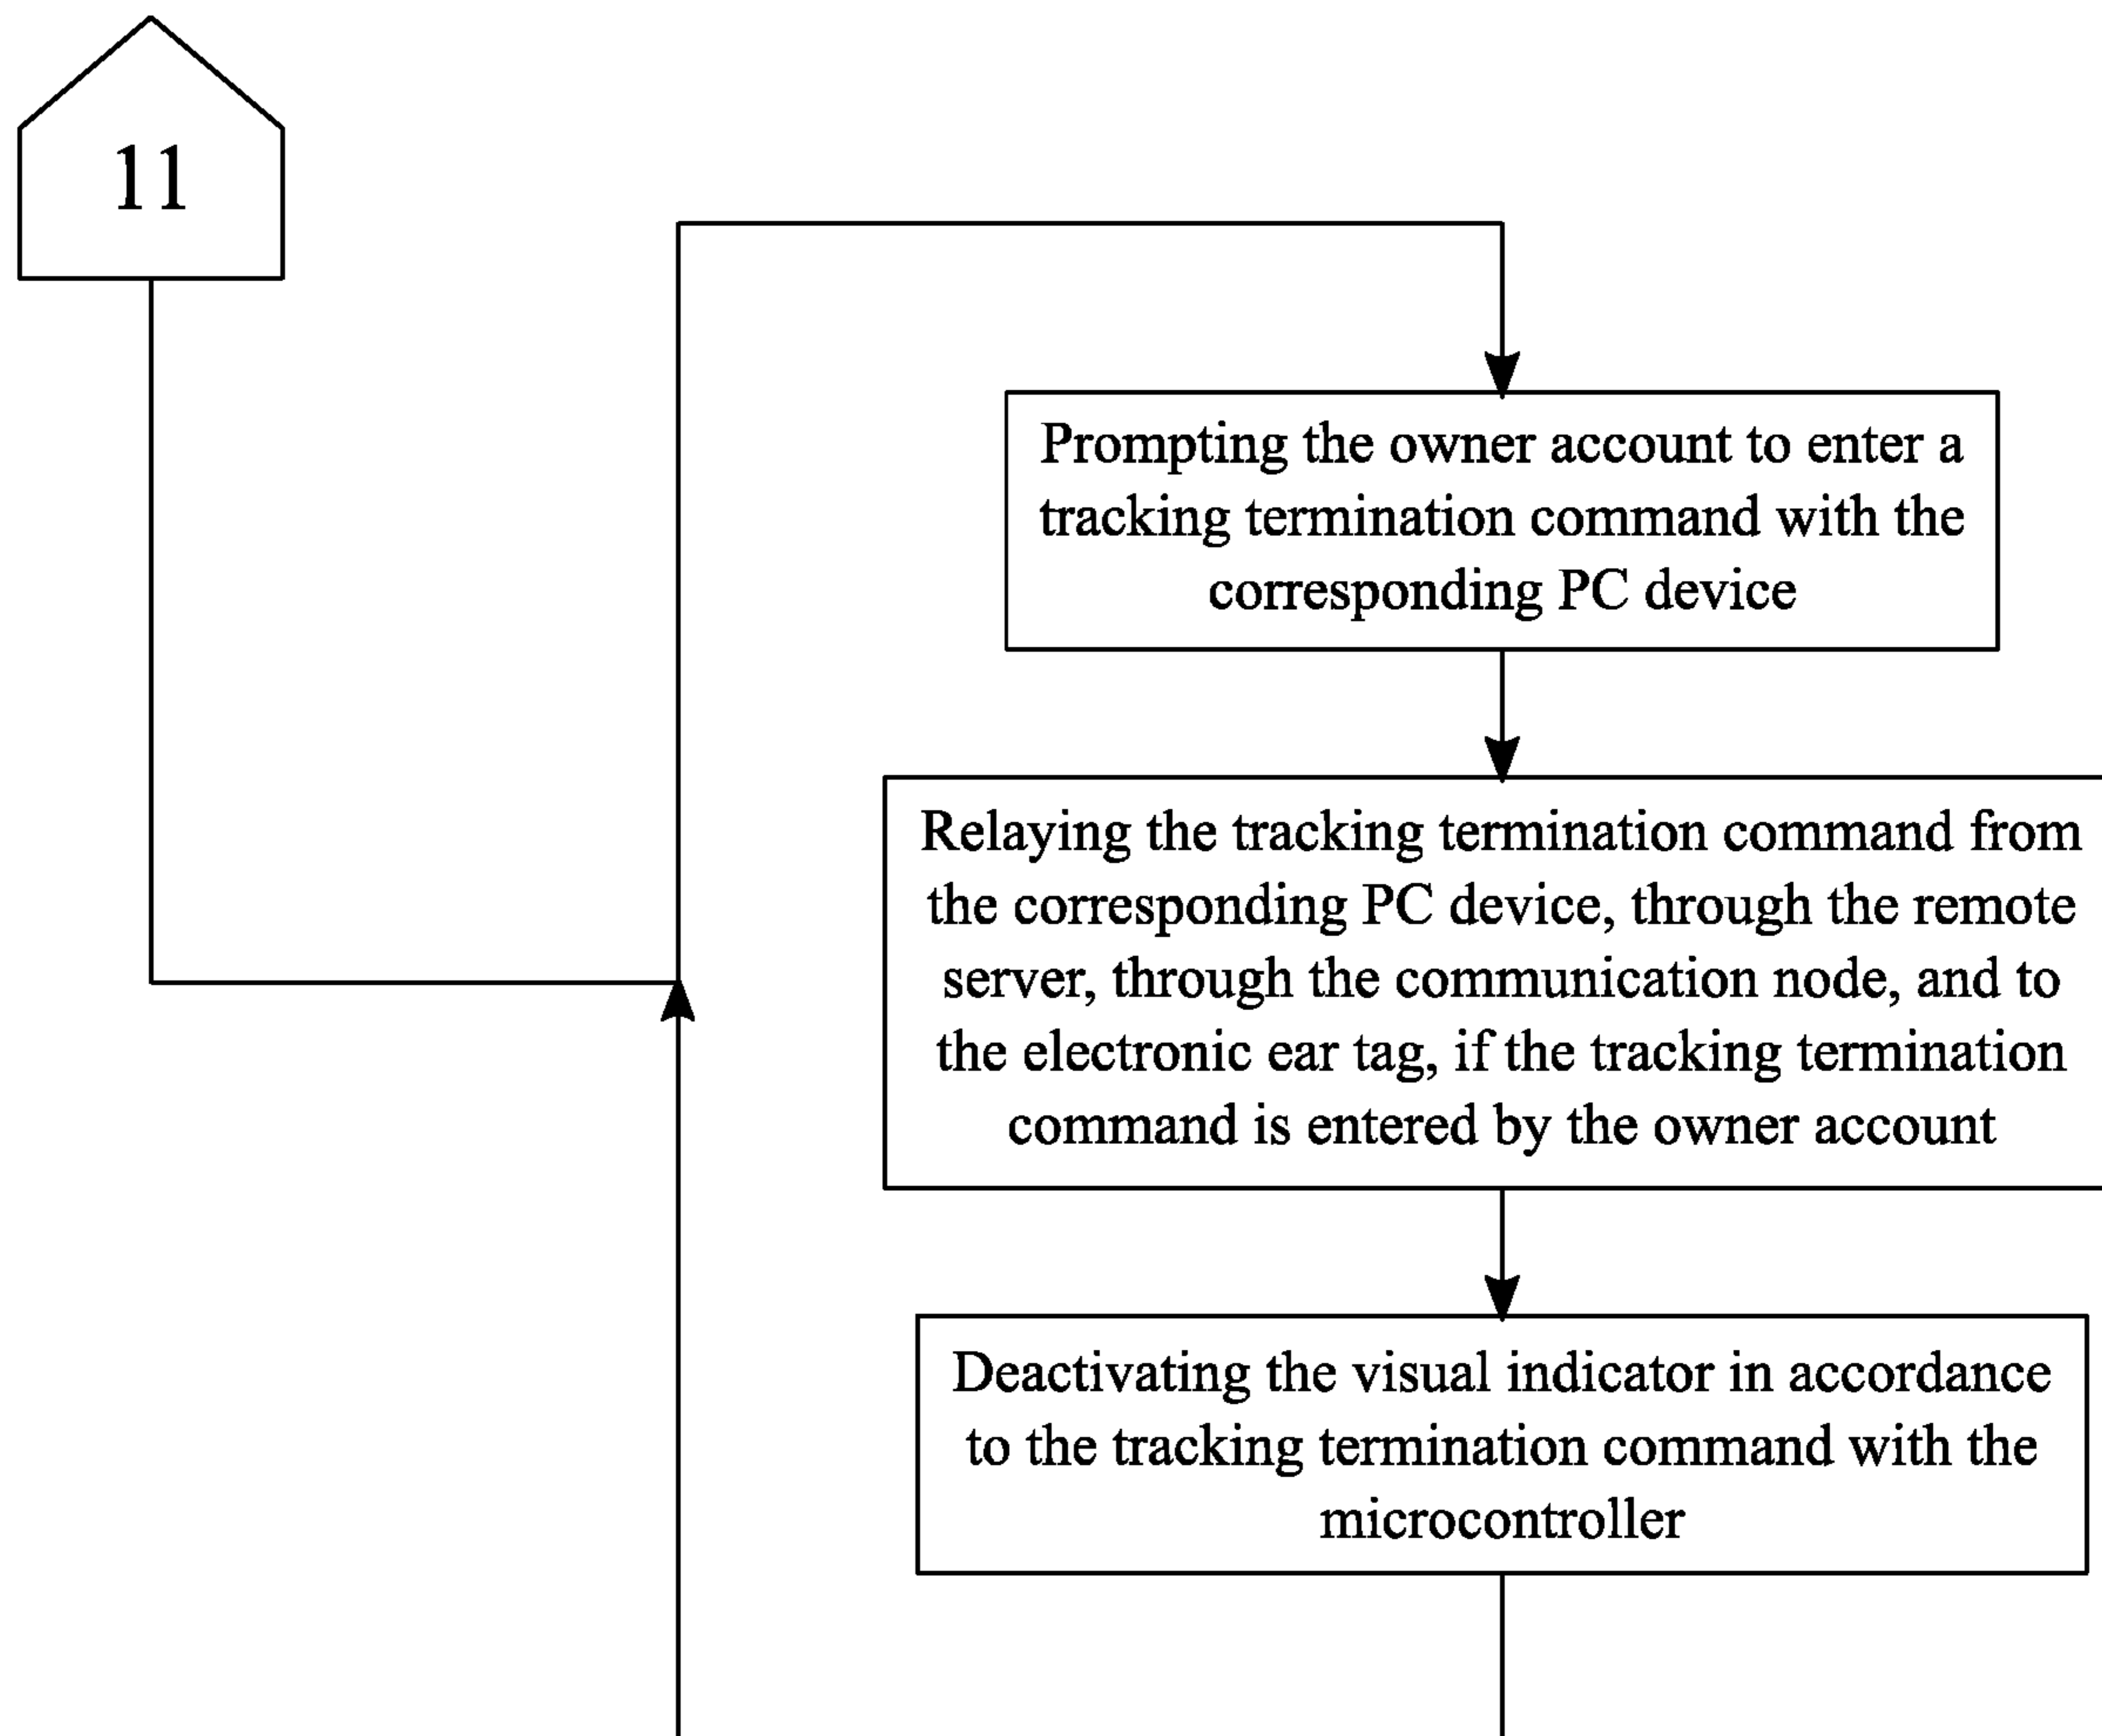 11
Prompting the owner account to enter a
tracking termination command with the
corresponding PC device
Relaying the tracking termination command from
the corresponding PC device, through the remote
server, through the communication node, and to
the electronic ear tag, if the tracking termination
command is entered by the owner account
Deactivating the visual indicator in accordance
to the tracking termination command with the
microcontroller